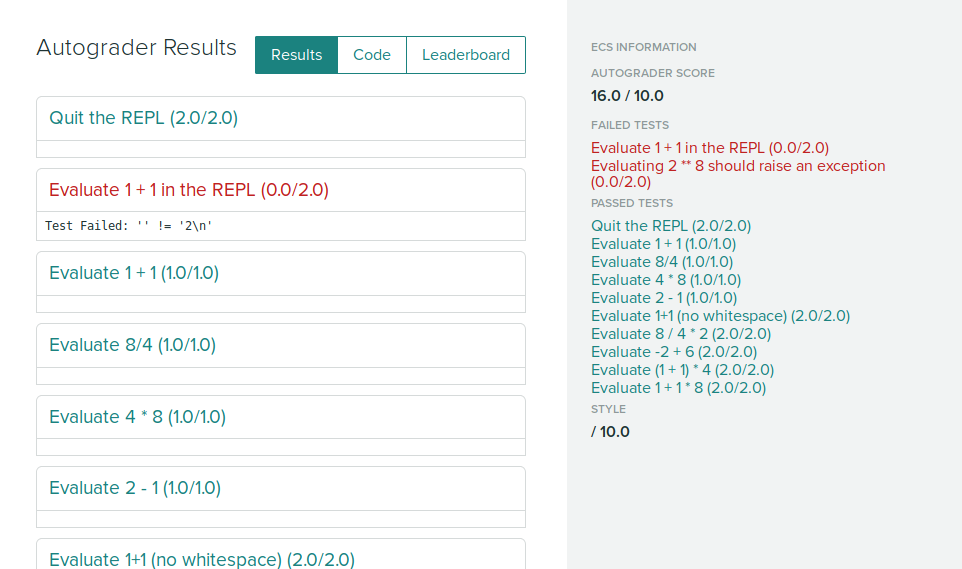 Autograder Results
Results Code Leaderboard
Quit the REPL (2.0/2.0)
Evaluate 1 + 1 in the REPL (0.0/2.0)
Test Failed: '' != '2\n'
Evaluate 1 + 1 (1.0/1.0)
Evaluate 8/4 (1.0/1.0)
Evaluate 4 * 8 (1.0/1.0)
Evaluate 2 - 1 (1.0/1.0)
Evaluate 1+1 (no whitespace) (2.0/2.0)
ECS INFORMATION
AUTOGRADER SCORE
16.0 / 10.0
FAILED TESTS
Evaluate 1 + 1 in the REPL (0.0/2.0)
Evaluating 2 ** 8 should raise an exception
(0.0/2.0)
PASSED TESTS
Quit the REPL (2.0/2.0)
Evaluate 1 + 1 (1.0/1.0)
Evaluate 8/4 (1.0/1.0)
Evaluate 4 * 8 (1.0/1.0)
Evaluate 2 - 1 (1.0/1.0)
Evaluate 1+1 (no whitespace) (2.0/2.0)
Evaluate 8 / 4 * 2 (2.0/2.0)
Evaluate -2 + 6 (2.0/2.0)
Evaluate (1 + 1) * 4 (2.0/2.0)
Evaluate 1 + 1 * 8 (2.0/2.0)
STYLE
/ 10.0